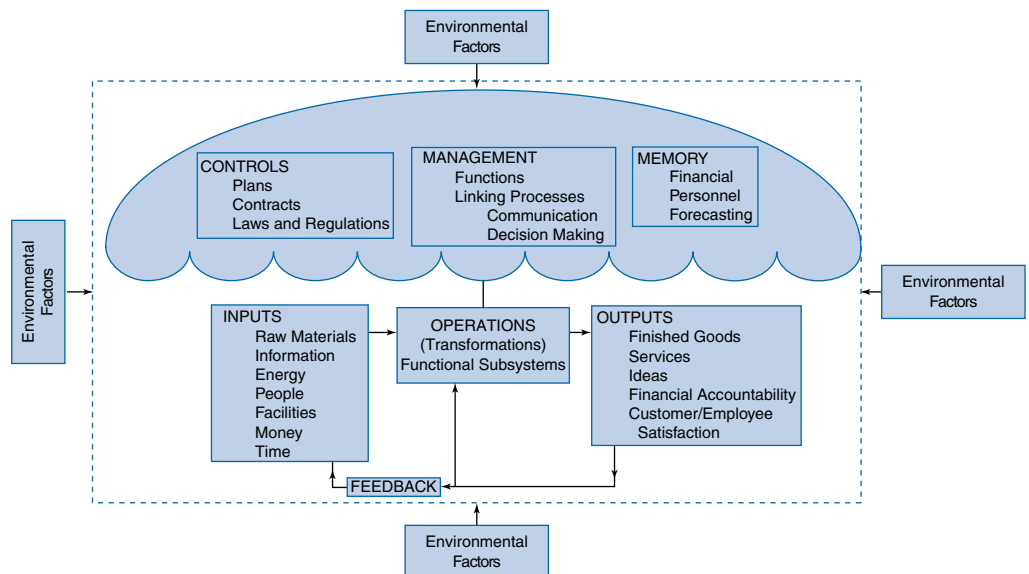 Environmental
Factors
CONTROLS
Plans
Contracts
Laws and Regulations
MANAGEMENT
Functions
Linking Processes
Communication
Decision Making
MEMORY
Financial
Personnel
Forecasting
Environmental
Factors
Environmental
Factors
INPUTS
Raw Materials
Information
Energy
People
Facilities
Money
Time
OPERATIONS
(Transformations)
Functional Subsystems
OUTPUTS
Finished Goods
Services
Ideas
Financial Accountability
Customer/Employee
Satisfaction
FEEDBACK
Environmental
Factors